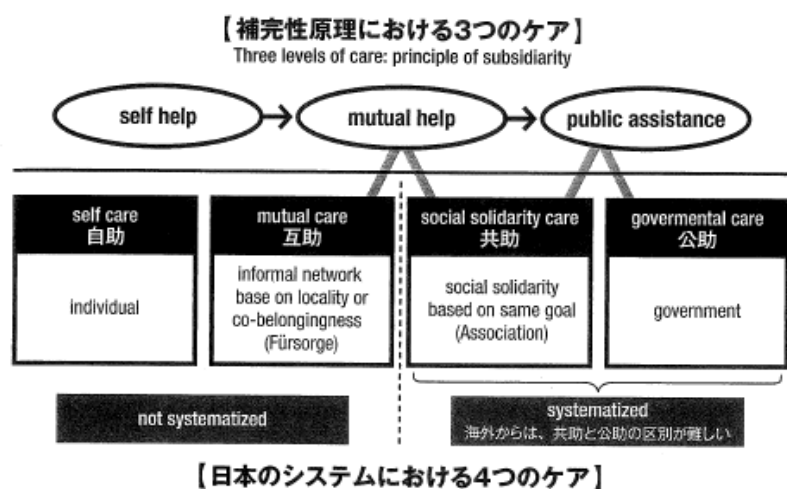 【補完性原理における3つのケア】
Three levels of care: principle of subsidiarity
self help
mutual help
public assistance
self care
自助
individual
mutual care
互助
informal network
base on locality or
co-belongingness
(Fürsorge)
social solidarity care
共助
social solidarity
based on same goal
(Association)
govermental care
公助
government
not systematized
systematized
海外からは、共助と公助の区別が難しい
【日本のシステムにおける4つのケア】